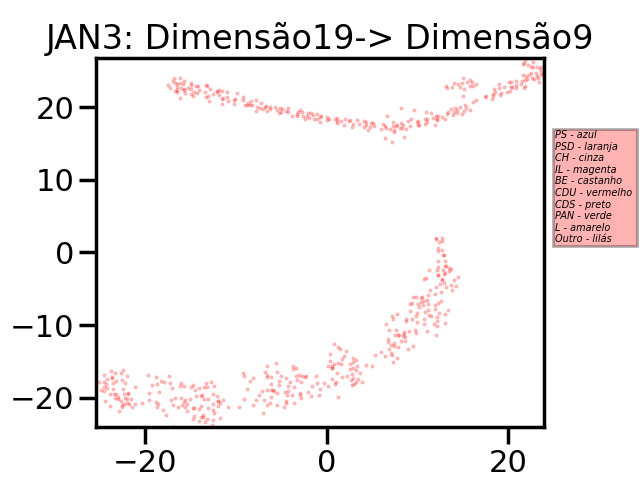 JAN3: Dimensão19-> Dimensão9
20
10
0
−10
−20
−20
0
20
PS - azul
PSD - laranja
CH - cinza
IL - magenta
BE - castanho
CDU - vermelho
CDS - preto
PAN - verde
L - amarelo
Outro - lilás